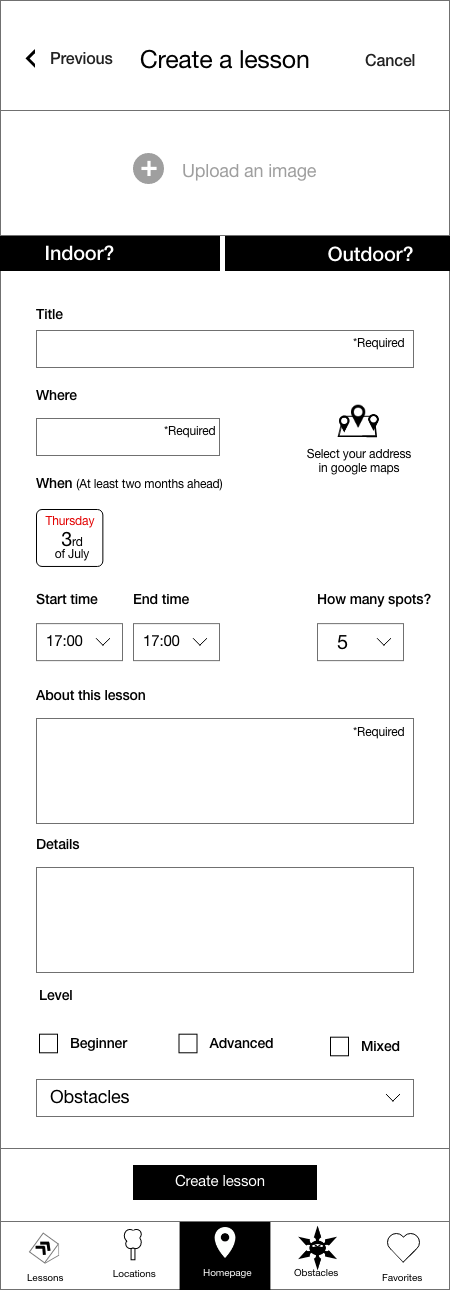 Previous
Create a lesson
Cancel
Upload an image
Indoor?
Outdoor?
Title
*Required
Where
*Required
Select your address
in google maps
When (At least two months ahead)
Thursday
3rd
of July
Start time
End time
How many spots?
17:00
17:00
5
About this lesson
*Required
Details
Level
Beginner
Advanced
Mixed
Obstacles
Create lesson
Lessons
Locations
Homepage
Obstacles
Favorites